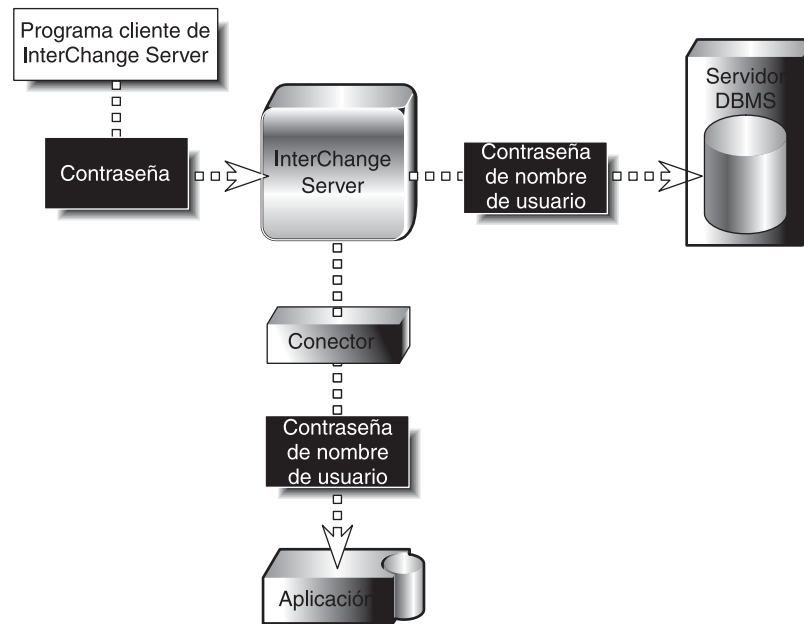 Programa cliente de
InterChange Server
Contraseña
InterChange
Server
Contraseña
de nombre
de usuario
Servidor
DBMS
Conector
Contraseña
de nombre
de usuario
Aplicación